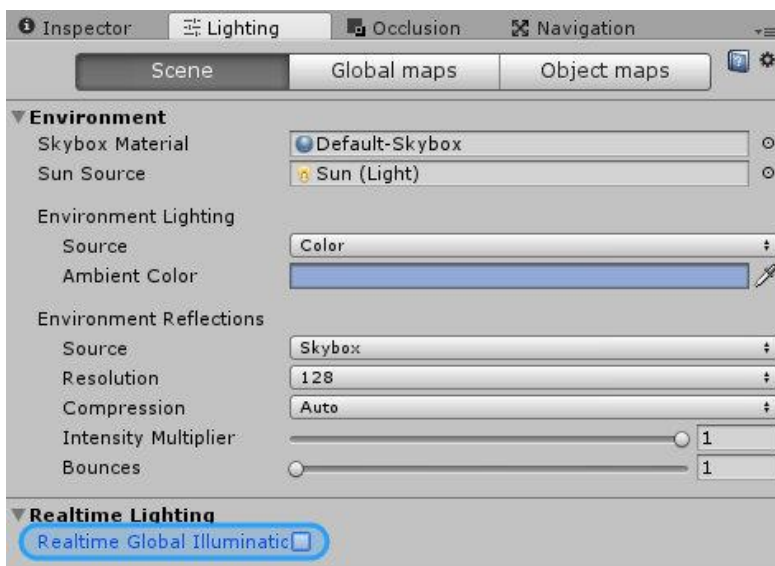 Inspector Lighting Occlusion Navigation
Scene Global maps Object maps
Environment
Skybox Material Default-Skybox
Sun Source Sun (Light)
Environment Lighting
Source Color
Ambient Color
Environment Reflections
Source Skybox
Resolution 128
Compression Auto
Intensity Multiplier 1
Bounces 1
Realtime Lighting
Realtime Global Illuminatic